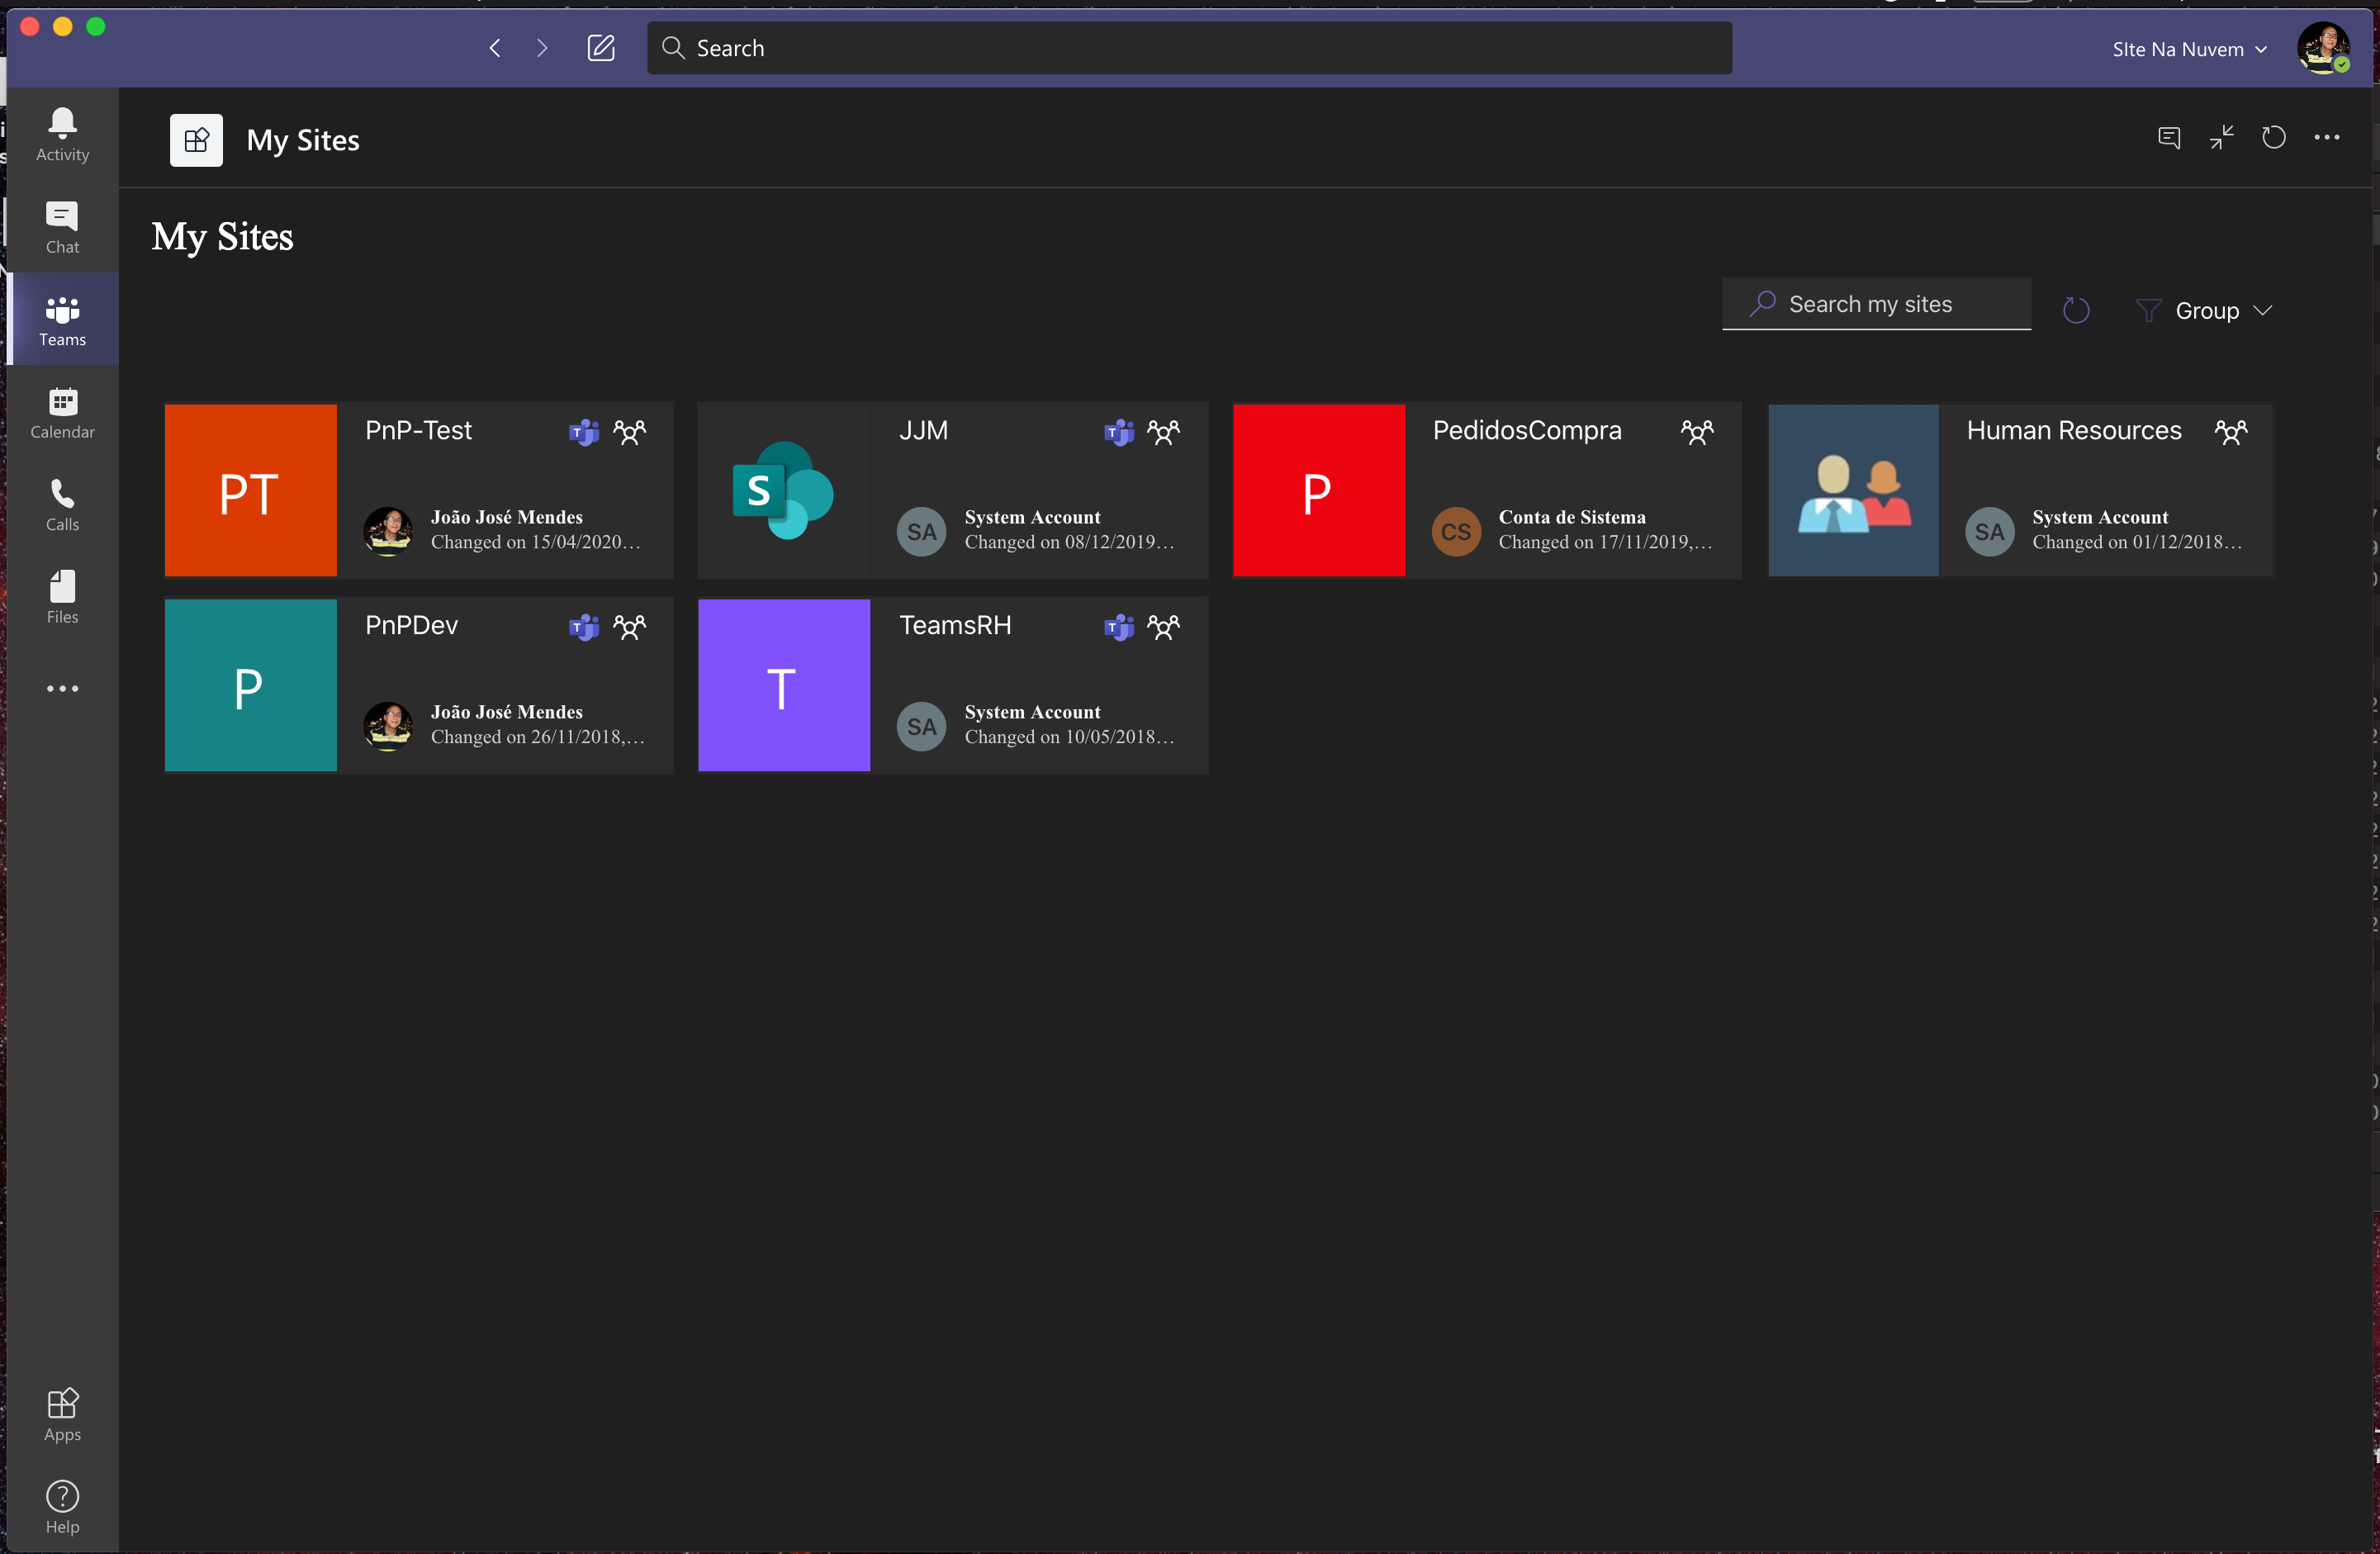 Search
SIte Na Nuvem
Activity
Chat
Teams
Calendar
Calls
Files
Apps
Help
My Sites
My Sites
Search my sites
Group
PT
PnP-Test
T
João José Mendes
Changed on 15/04/2020...
S
JJM
T
SA
System Account
Changed on 08/12/2019...
P
PedidosCompra
CS
Conta de Sistema
Changed on 17/11/2019,...
Human Resources
SA
System Account
Changed on 01/12/2018...
P
PnPDev
T
João José Mendes
Changed on 26/11/2018,...
T
TeamsRH
T
SA
System Account
Changed on 10/05/2018...